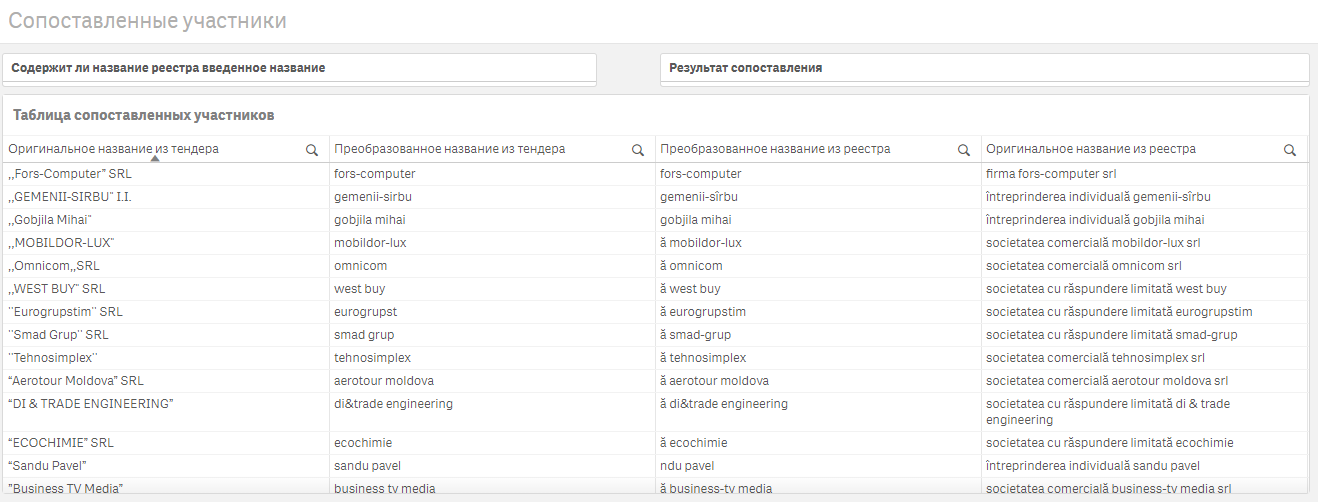 Сопоставленные участники
Содержит ли название реестра введенное название
Результат сопоставления
Таблица сопоставленных участников
Оригинальное название из тендера Преобразованное название из тендера Преобразованное название из реестра Оригинальное название из реестра
,,Fors-Computer” SRL fors-computer fors-computer firma fors-computer srl
,,GEMENII-SIRBU" I.I. gemenii-sirbu gemenii-sîrbu întreprinderea individuală gemenii-sîrbu
,,Gobjila Mihai" gobjila mihai gobjila mihai întreprinderea individuală gobjila mihai
,,MOBILDOR-LUX" mobildor-lux ă mobildor-lux societatea comercială mobildor-lux srl
,,Omnicom,,SRL omnicom ă omnicom societatea comercială omnicom srl
,,WEST BUY" SRL west buy ă west buy societatea cu răspundere limitată west buy
"Eurogrupstim" SRL eurogrupst ă eurogrupstim societatea cu răspundere limitată eurogrupstim
"Smad Grup" SRL smad grup ă smad-grup societatea cu răspundere limitată smad-grup
"Tehnosimplex" tehnosimplex ă tehnosimplex societatea comercială tehnosimplex srl
“Aerotour Moldova” SRL aerotour moldova ă aerotour moldova societatea comercială aerotour moldova srl
“DI & TRADE ENGINEERING” di&trade engineering ă di&trade engineering societatea cu răspundere limitată di & trade
engineering
“ECOCHIMIE” SRL ecochimie ă ecochimie societatea cu răspundere limitată ecochimie
“Sandu Pavel” sandu pavel ndu pavel întreprinderea individuală sandu pavel
”Business TV Media” business tv media ă business-tv media societatea comercială business-tv media srl